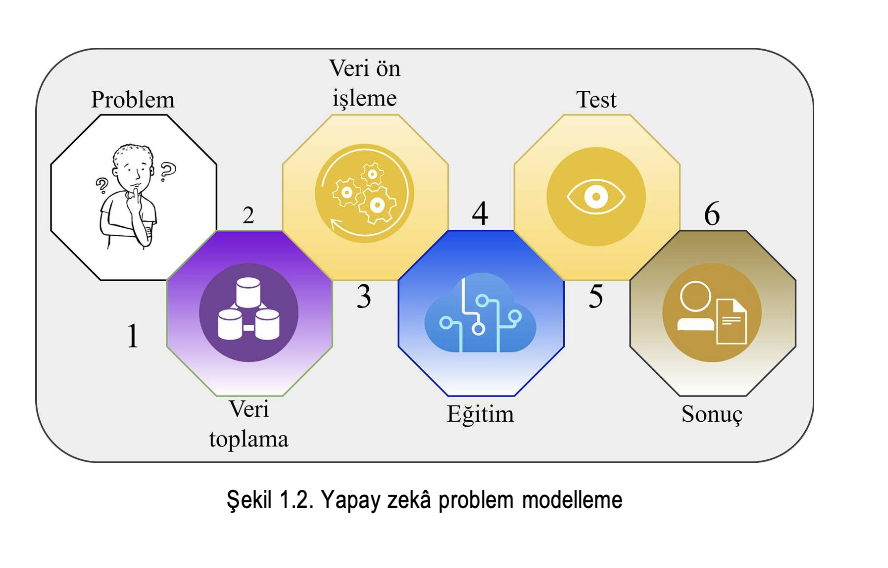 Problem
Veri ön
işleme
Test
2
4
6
1
3
5
Veri
toplama
Eğitim
Sonuç
Şekil 1.2. Yapay zekâ problem modelleme